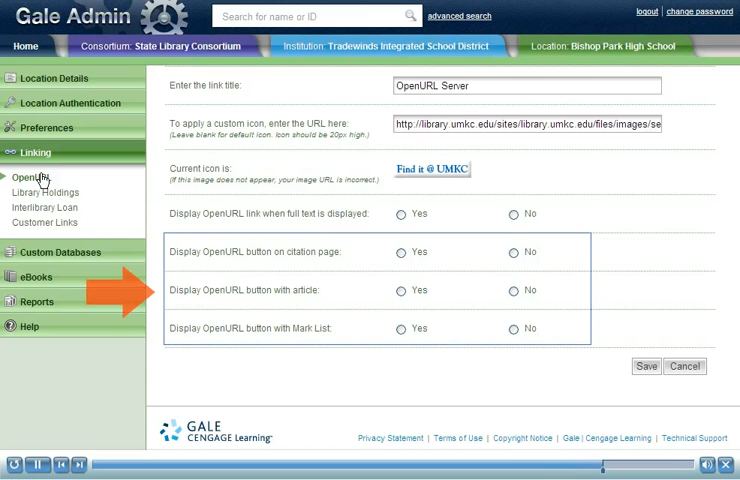 Gale Admin
Search for name or ID
advanced search
logout | change password
Home
Consortium: State Library Consortium
Institution: Tradewinds Integrated School District
Location: Bishop Park High School
Location Details
Location Authentication
Preferences
Linking
OpenURL
Library Holdings
Interlibrary Loan
Customer Links
Custom Databases
eBooks
Reports
Help
Enter the link title:
OpenURL Server
To apply a custom icon, enter the URL here:
(Leave blank for default icon. Icon should be 20px high.)
http://library.umkc.edu/sites/library.umkc.edu/files/images/se
Current icon is:
(If this image does not appear, your image URL is incorrect.)
Find it @ UMKC
Display OpenURL link when full text is displayed: Yes No
Display OpenURL button on citation page: Yes No
Display OpenURL button with article: Yes No
Display OpenURL button with Mark List: Yes No
Save Cancel
GALE
CENGAGE Learning™
Privacy Statement | Terms of Use | Copyright Notice | Gale | Cengage Learning | Technical Support